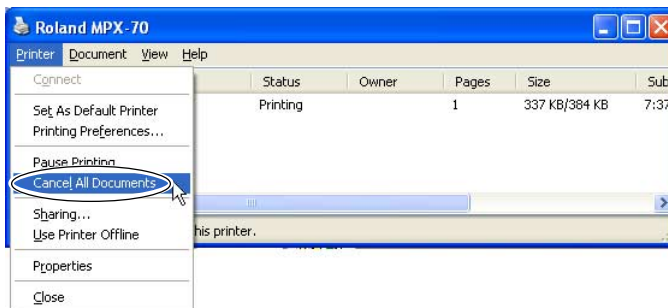 Roland MPX-70
Printer Document View Help
Connect
Status Owner Pages Size Sub
Set As Default Printer
Printing 1 337 KB/384 KB 7:37
Printing Preferences...
Pause Printing
Cancel All Documents
Sharing...
Use Printer Offline
his printer.
Properties
Close